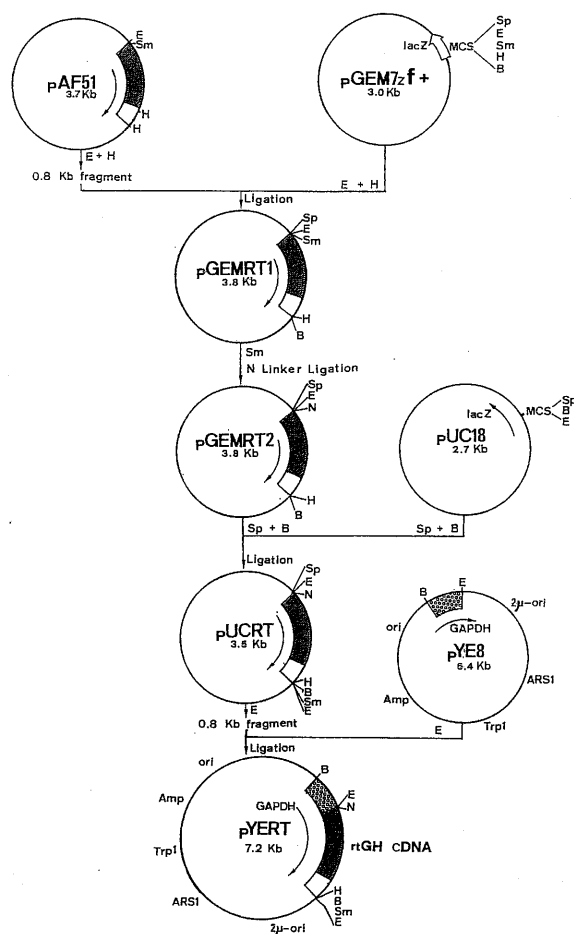 E
Sm
pAF51
3.7 Kb
H
H
lacZ
MCS
Sp
E
Sm
H
B
pGEM7zf+
3.0 Kb
E + H
0.8 Kb fragment
E + H
Ligation
Sp
E
Sm
pGEMRT1
3.8 Kb
H
B
Sm
N Linker Ligation
Sp
E
N
pGEMRT2
3.8 Kb
H
B
lacZ
MCS
Sp
B
E
pUC18
2.7 Kb
Sp + B
Sp + B
Ligation
Sp
E
N
pUCRT
3.5 Kb
H
B
Sm
E
B
E
2μ-ori
ori
GAPDH
pYE8
6.4 Kb
ARS1
Amp
Trp1
E
0.8 Kb fragment
E
Ligation
ori
B
Amp
GAPDH
E
N
pYERT
7.2 Kb
rtGH cDNA
Trp1
ARS1
H
B
Sm
E
2μ-ori